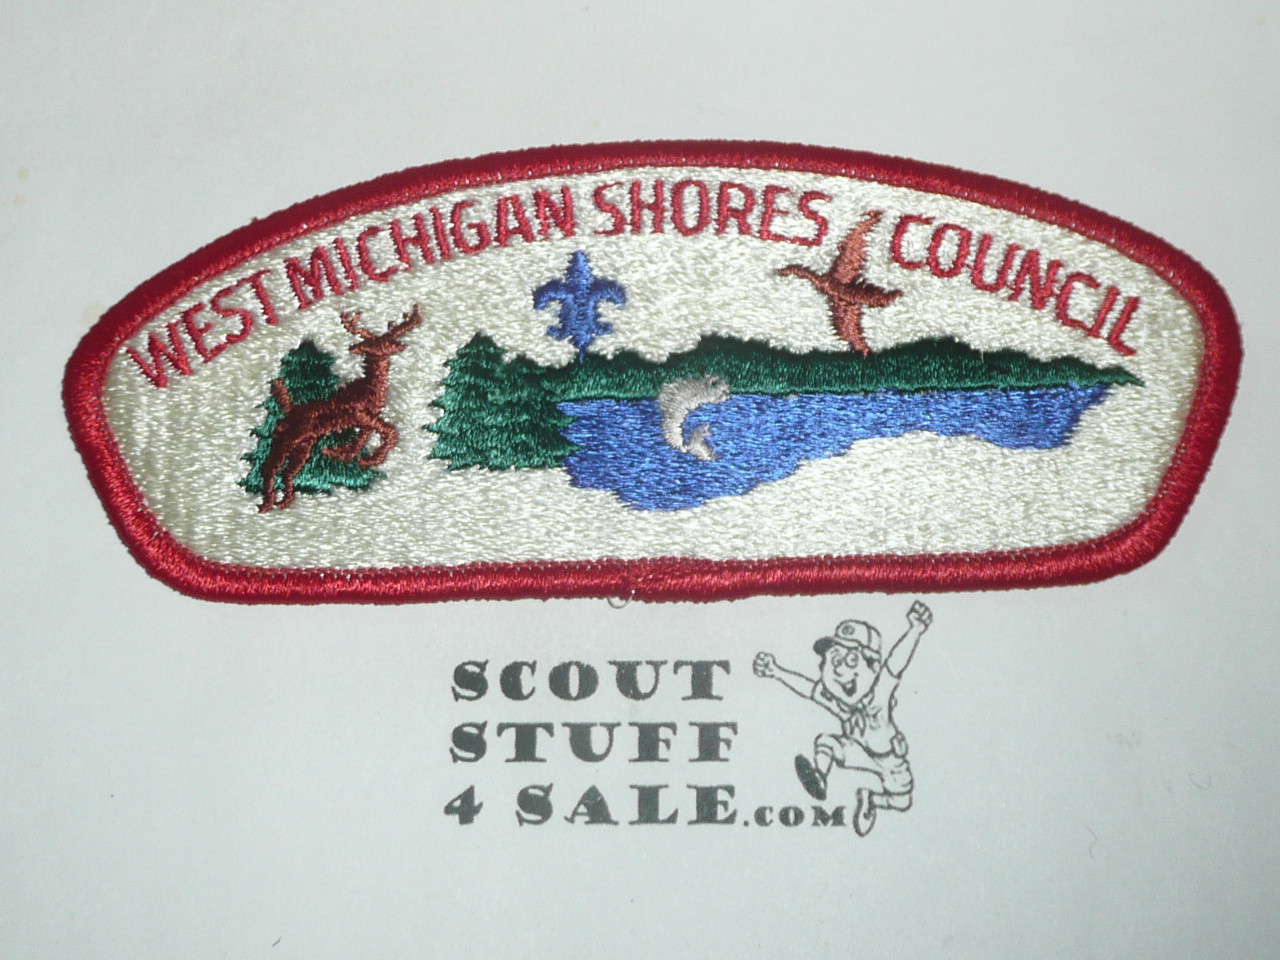 WEST MICHIGAN SHORES COUNCIL
SCOUT
STUFF
4 SALE.COM